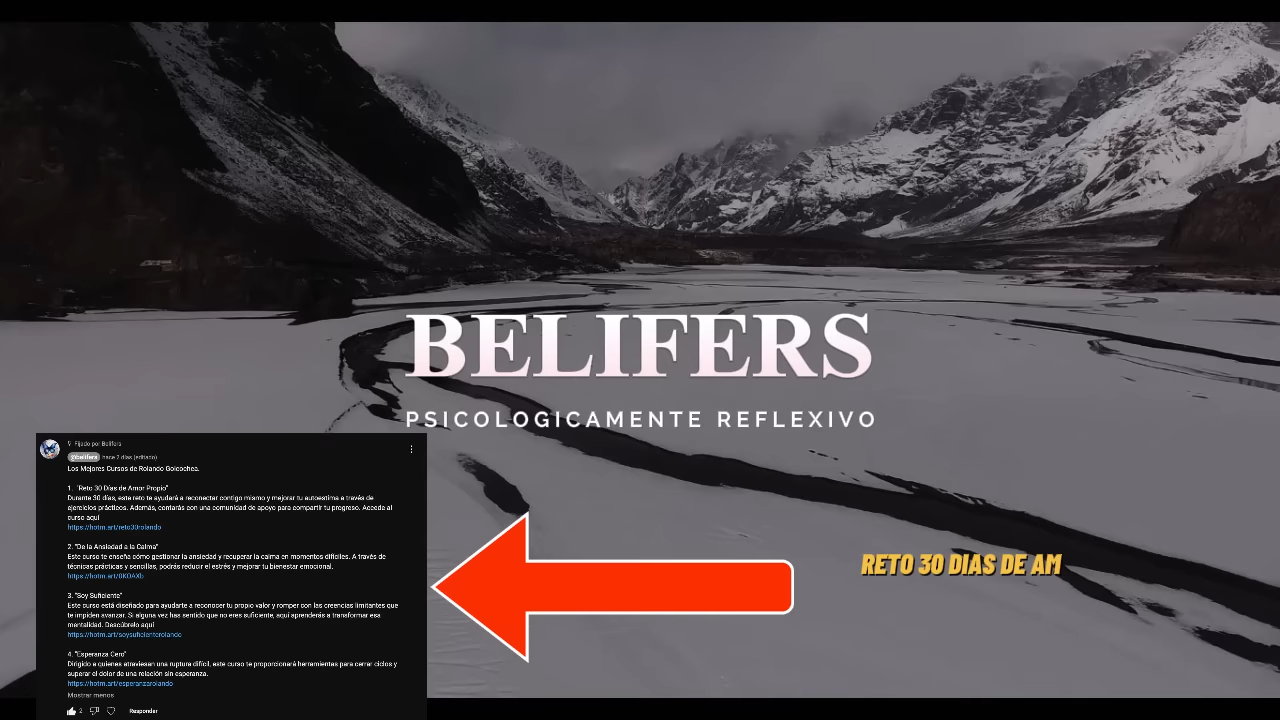 BELIFERS
PSICOLOGICAMENTE REFLEXIVO
Fijado por Belifers
@belifers hace 2 días (editado)
Los Mejores Cursos de Rolando Goicochea.
1. "Reto 30 Días de Amor Propio"
Durante 30 días, este reto te ayudará a reconectar contigo mismo y mejorar tu autoestima a través de
ejercicios prácticos. Además, contarás con una comunidad de apoyo para compartir tu progreso. Accede al
curso aquí
https://hotm.art/reto30rolando
2. "De la Ansiedad a la Calma"
Este curso te enseña cómo gestionar la ansiedad y recuperar la calma en momentos difíciles. A través de
técnicas prácticas y sencillas, podrás reducir el estrés y mejorar tu bienestar emocional.
https://hotm.art/0K0AXb
3. "Soy Suficiente"
Este curso está diseñado para ayudarte a reconocer tu propio valor y romper con las creencias limitantes que
te impiden avanzar. Si alguna vez has sentido que no eres suficiente, aquí aprenderás a transformar esa
mentalidad. Descúbrelo aquí
https://hotm.art/soysuficienterolando
4. "Esperanza Cero"
Dirigido a quienes atraviesan una ruptura difícil, este curso te proporcionará herramientas para cerrar ciclos y
superar el dolor de una relación sin esperanza.
https://hotm.art/esperanzarolando
Mostrar menos
2 Responder
RETO 30 DIAS DE AM